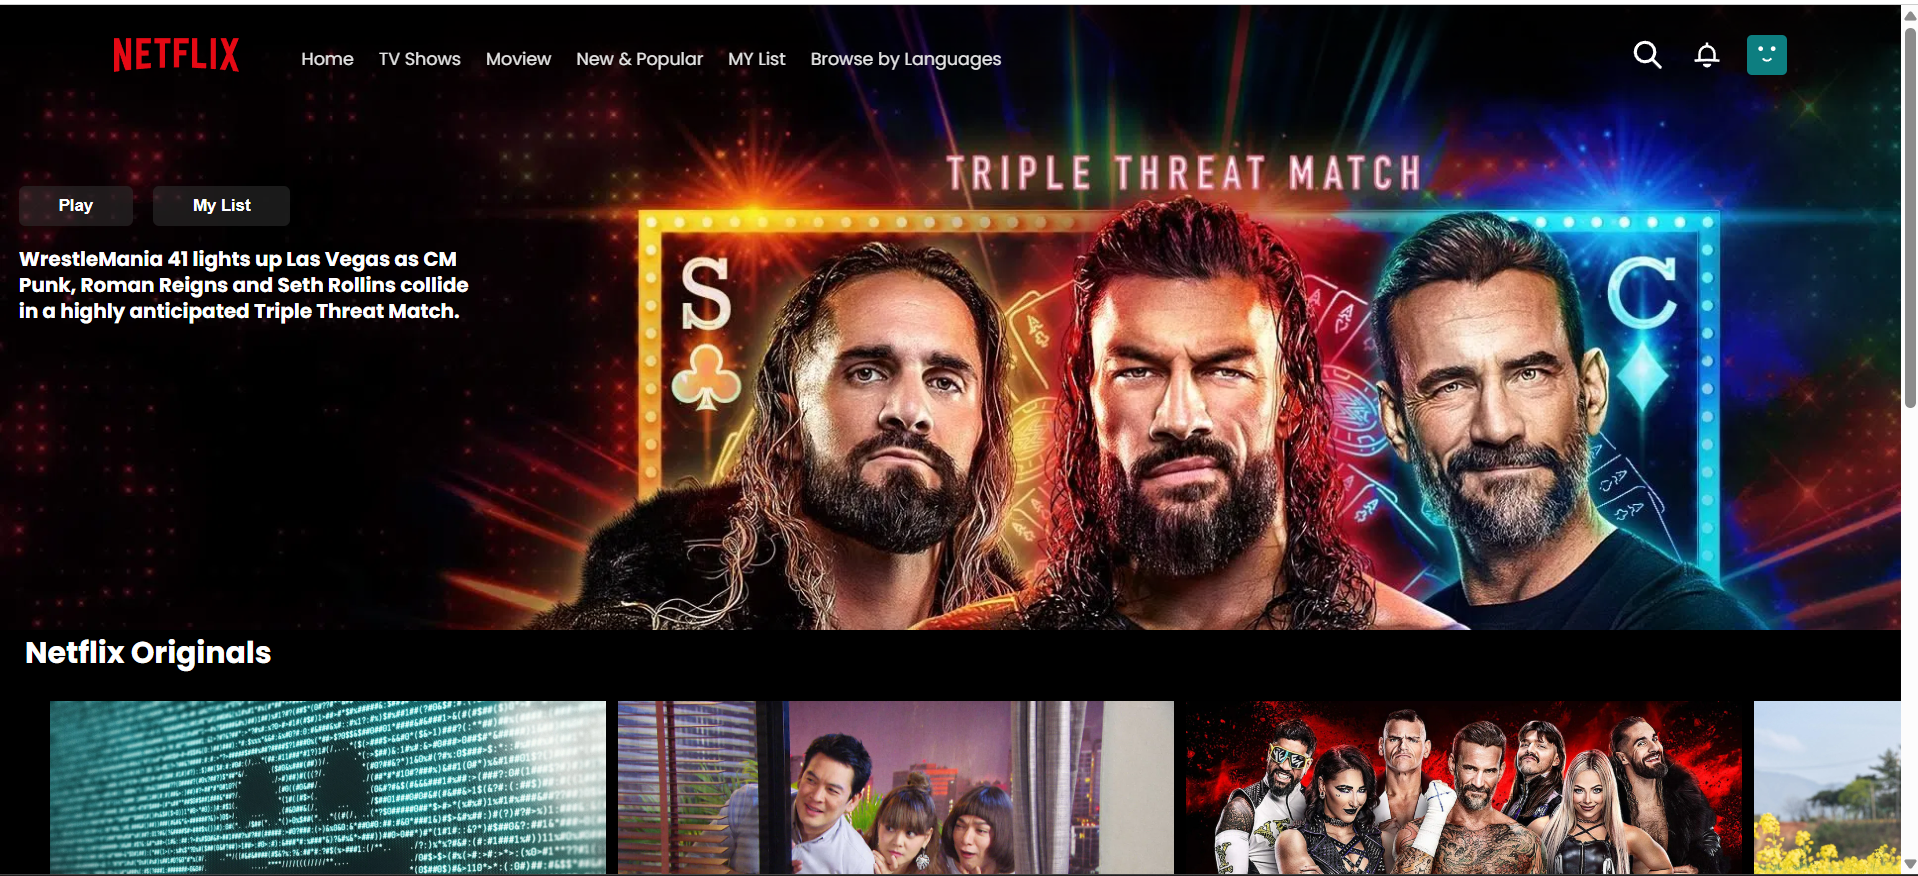 NETFLIX
Home TV Shows Moview New & Popular MY List Browse by Languages
TRIPLE THREAT MATCH
Play My List
WrestleMania 41 lights up Las Vegas as CM
Punk, Roman Reigns and Seth Rollins collide
in a highly anticipated Triple Threat Match.
S
C
Netflix Originals